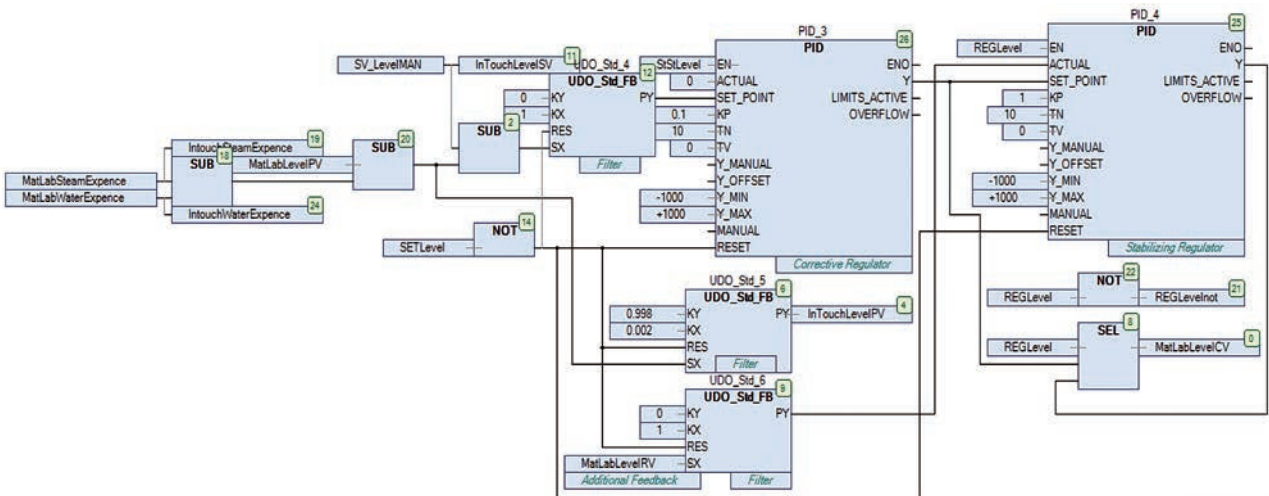 PID_4
25
PID
PID_3
26
PID
REGLevel
EN
ENO
ACTUAL
Y
SET_POINT
LIMITS_ACTIVE
1
KP
OVERFLOW
10
TN
0
TV
Y_MANUAL
Y_OFFSET
-1000
Y_MIN
+1000
Y_MAX
MANUAL
RESET
Stabilizing Regulator
SV_LevelMAN
InTouchLevelSV
11
UDO_Std_4
12
UDO_Std_FB
0
KY
PY
1
KX
RES
SX
Filter
StStLevel
EN
ENO
0
ACTUAL
Y
SET_POINT
LIMITS_ACTIVE
0.1
KP
OVERFLOW
10
TN
0
TV
Y_MANUAL
Y_OFFSET
-1000
Y_MIN
+1000
Y_MAX
MANUAL
RESET
Corrective Regulator
2
SUB
19
IntouchSteamExpence
18
SUB
MatLabLevelPV
20
SUB
MatLabSteamExpence
MatLabWaterExpence
IntouchWaterExpence
24
14
NOT
SETLevel
UDO_Std_5
6
UDO_Std_FB
0.998
KY
PY
InTouchLevelPV
4
0.002
KX
RES
SX
Filter
UDO_Std_6
9
UDO_Std_FB
0
KY
PY
1
KX
RES
MatLabLevelRV
SX
Additional Feedback
Filter
22
NOT
REGLevel
REGLevelnot
21
8
SEL
REGLevel
MatLabLevelCV
0